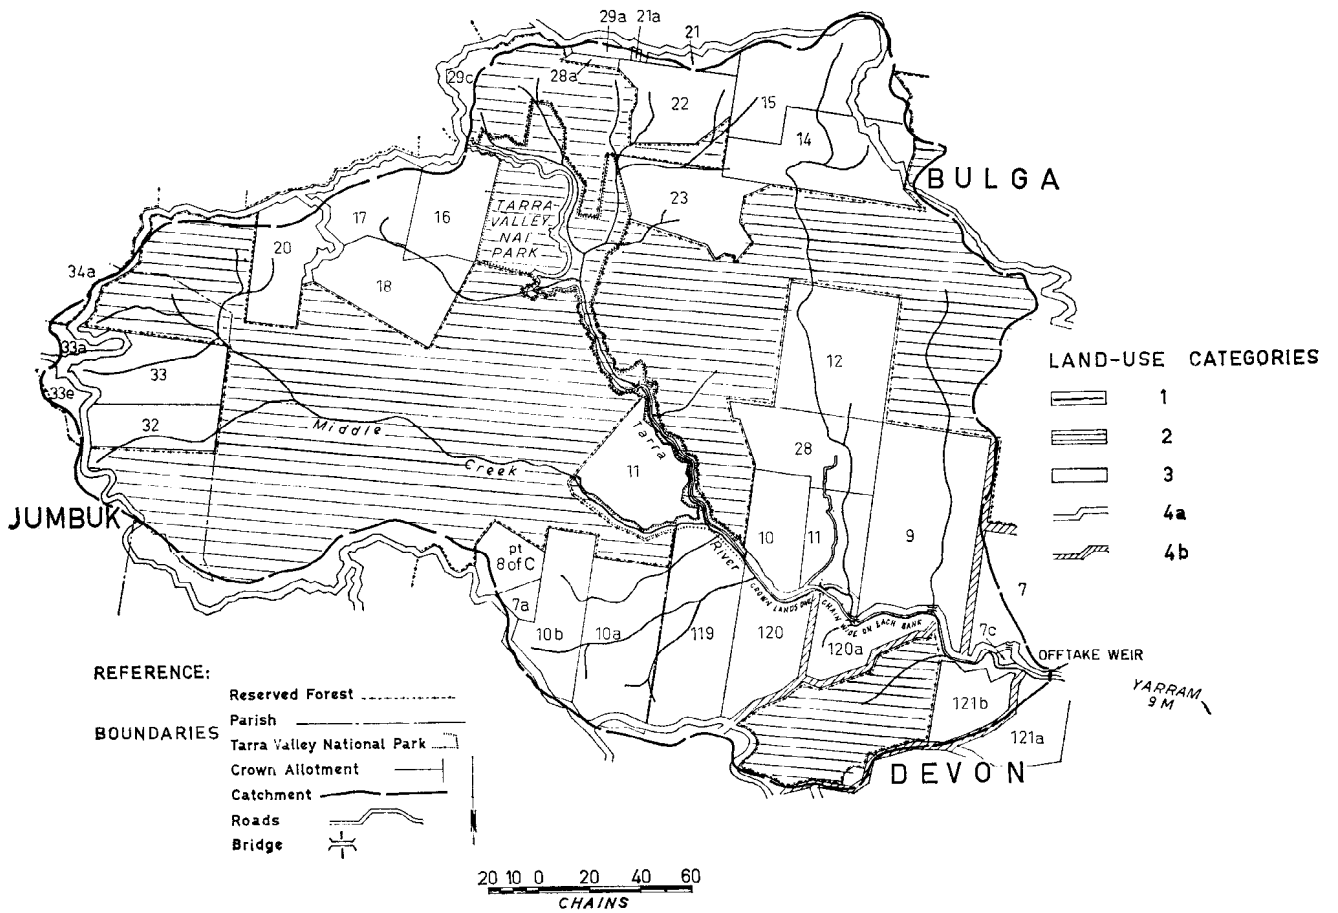 29a 21a
21
29c
28a
22
15
14
BULGA
TARRA-
VALLEY
NAT
PARK
23
16
17
20
18
34a
12
33a
33
33e
32
LAND-USE CATEGORIES
1
2
3
4a
4b
Middle
Creek
Tarra
River
11
28
10
11
9
JUMBUK
pt
8 of C
7a
10b
10a
119
120
120a
CROWN LANDS ONE CHAIN WIDE ON EACH BANK
7
7c
OFFTAKE WEIR
YARRAM
9 M
121b
121a
DEVON
REFERENCE:
BOUNDARIES
Reserved Forest
Parish
Tarra Valley National Park
Crown Allotment
Catchment
Roads
Bridge
20 10 0 20 40 60
CHAINS